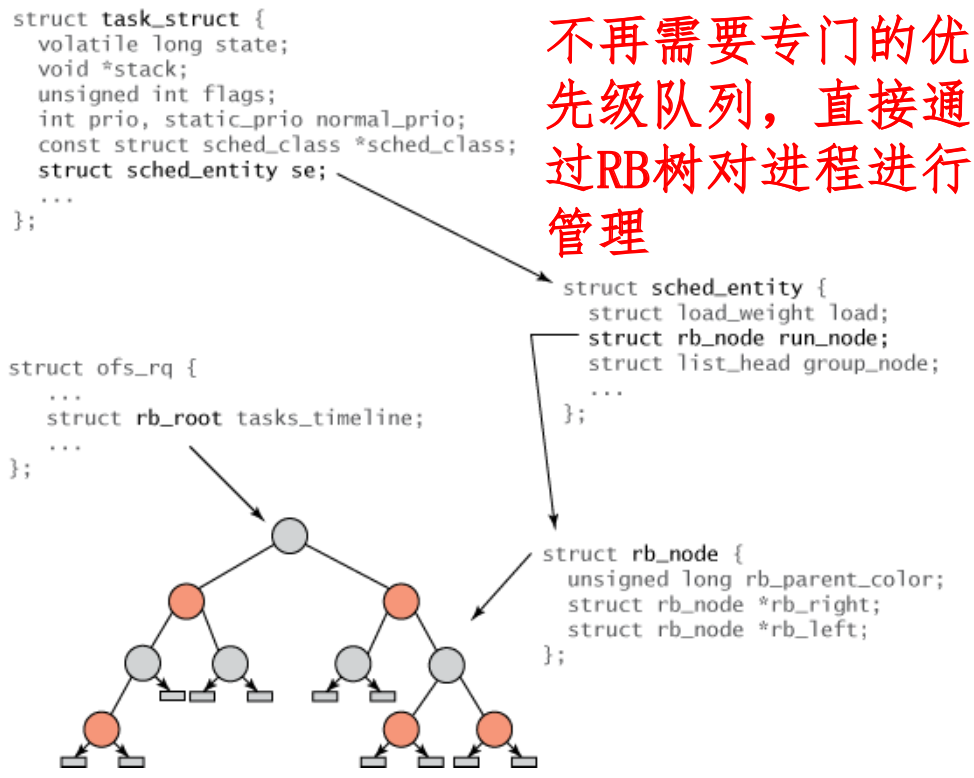 struct task_struct {
volatile long state;
void *stack;
unsigned int flags;
int prio, static_prio normal_prio;
const struct sched_class *sched_class;
struct sched_entity se;
...
};
不再需要专门的优
先级队列，直接通
过RB树对进程进行
管理
struct sched_entity {
struct load_weight load;
struct rb_node run_node;
struct list_head group_node;
...
};
struct ofs_rq {
...
struct rb_root tasks_timeline;
...
};
struct rb_node {
unsigned long rb_parent_color;
struct rb_node *rb_right;
struct rb_node *rb_left;
};